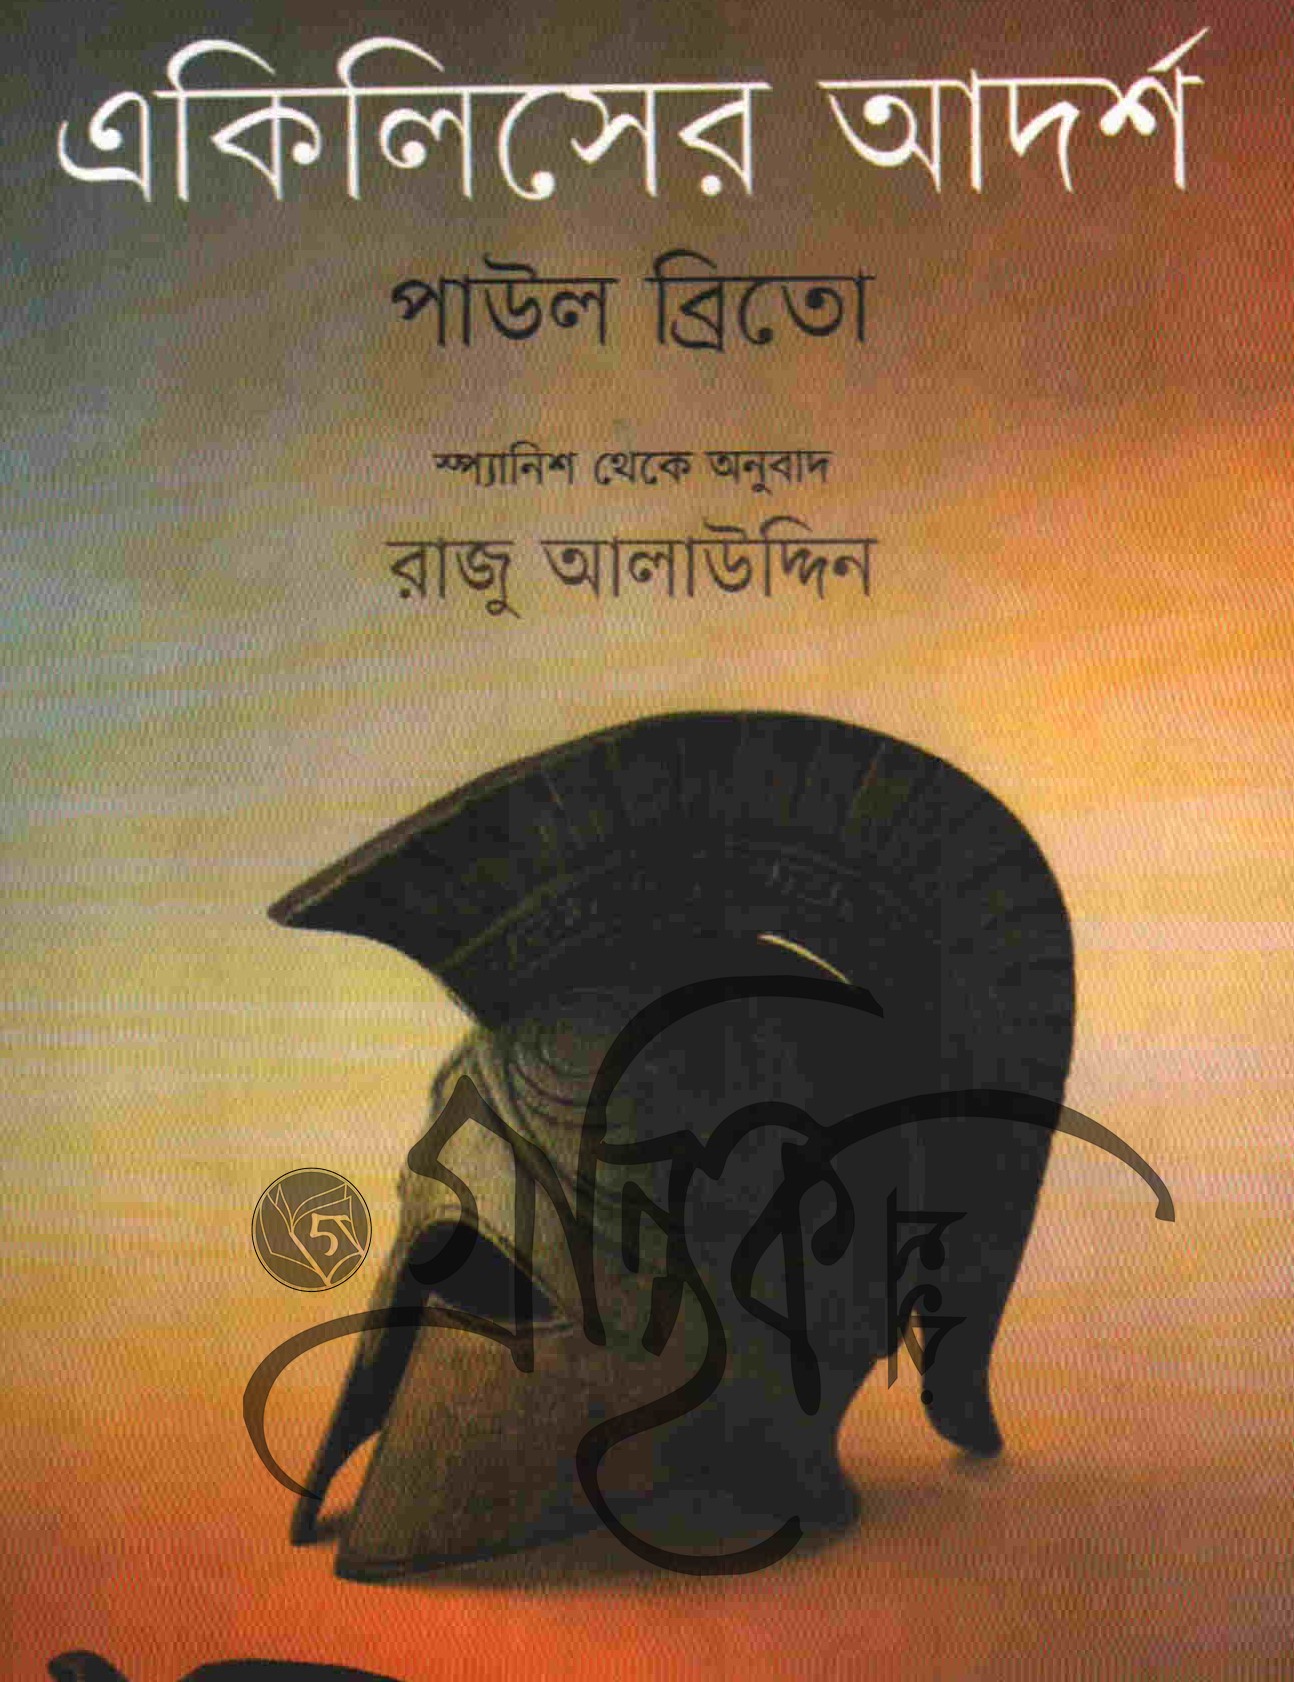 একিলিসের আদর্শ
পাউল ব্রিতো
স্প্যানিশ থেকে অনুবাদ
রাজু আলাউদ্দিন